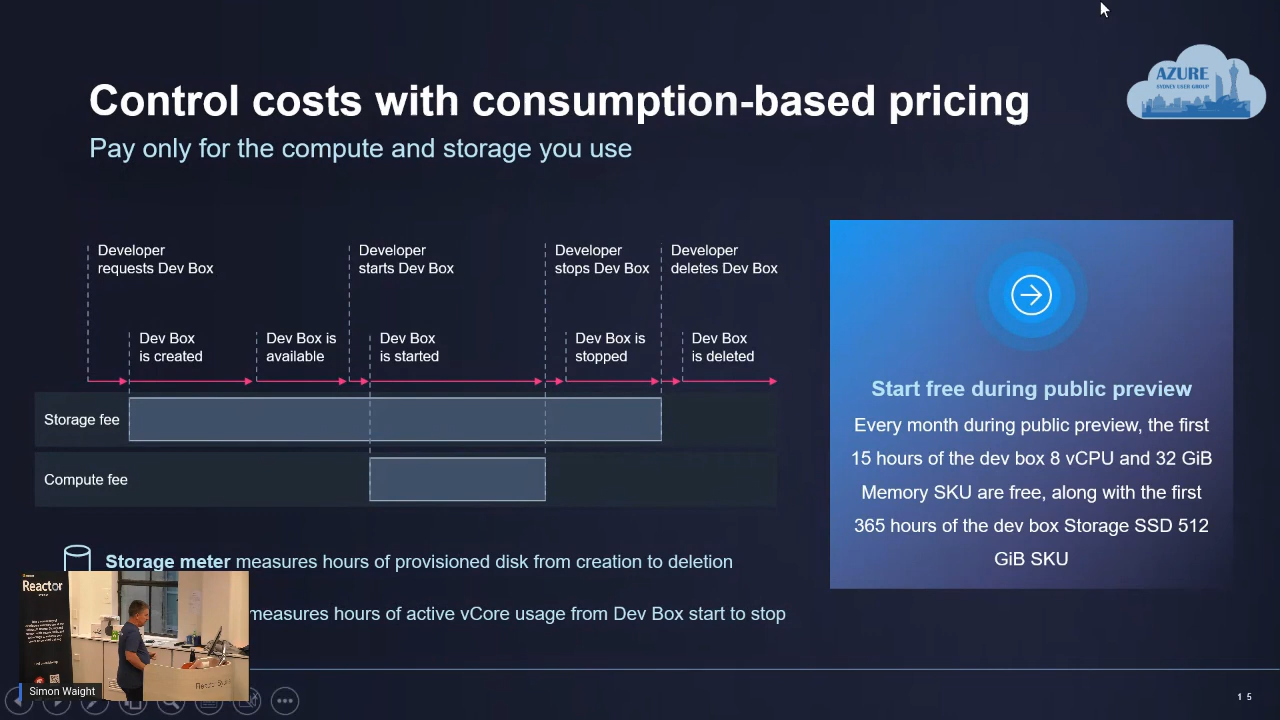 AZURE
SYDNEY USER GROUP
Control costs with consumption-based pricing
Pay only for the compute and storage you use
Developer
requests Dev Box
Developer
starts Dev Box
Developer
stops Dev Box
Developer
deletes Dev Box
Dev Box
is created
Dev Box is
available
Dev Box
is started
Dev Box is
stopped
Dev Box
is deleted
Storage fee
Compute fee
Storage meter measures hours of provisioned disk from creation to deletion
measures hours of active vCore usage from Dev Box start to stop
Start free during public preview
Every month during public preview, the first
15 hours of the dev box 8 vCPU and 32 GiB
Memory SKU are free, along with the first
365 hours of the dev box Storage SSD 512
GiB SKU
Reactor
Simon Waight
15